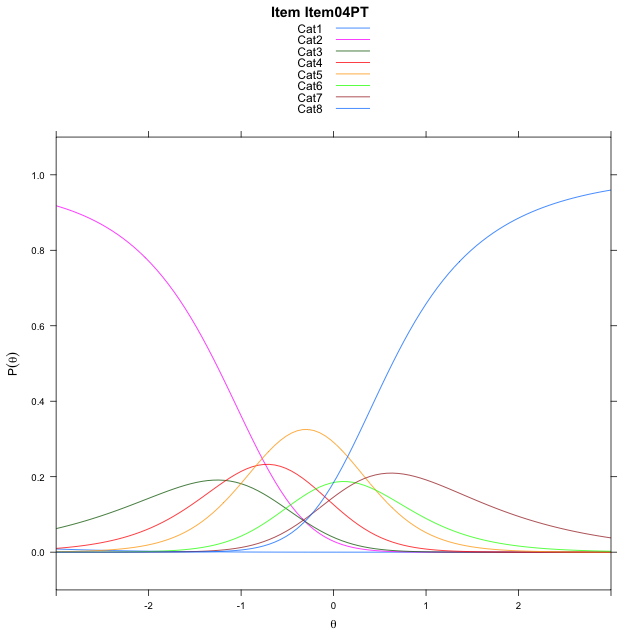 Item Item04PT
Cat1
Cat2
Cat3
Cat4
Cat5
Cat6
Cat7
Cat8
1.0
0.8
0.6
0.4
0.2
0.0
P(θ)
-2 -1 0 1 2
θ